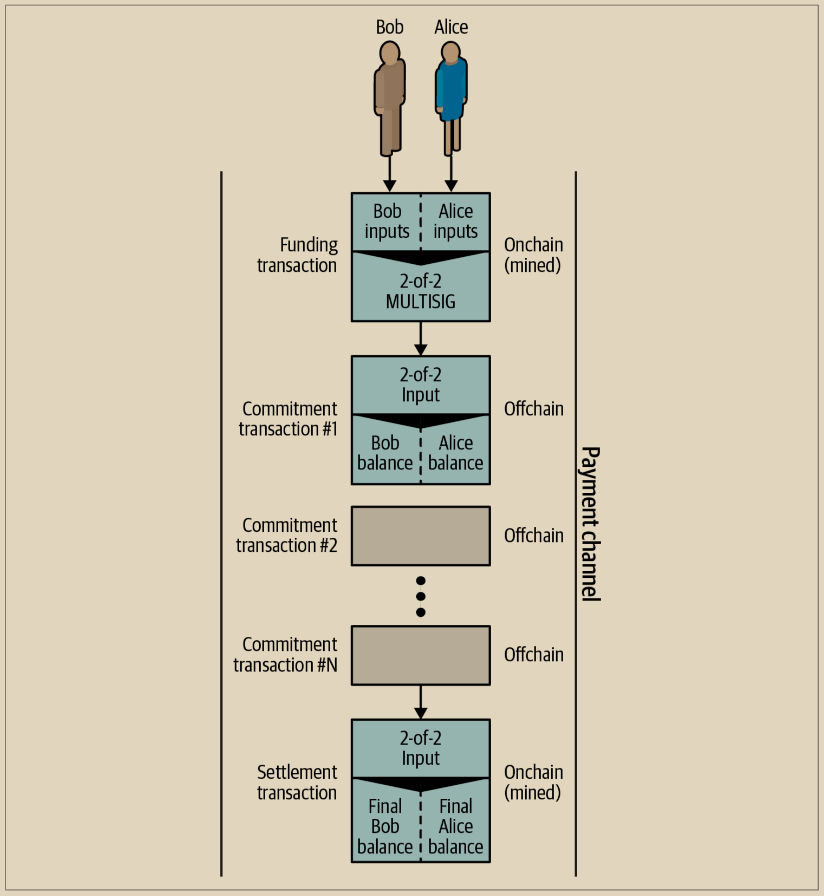 Bob
Alice
Bob
inputs
Alice
inputs
Funding
transaction
Onchain
(mined)
2-of-2
MULTISIG
2-of-2
Input
Commitment
transaction #1
Offchain
Bob
balance
Alice
balance
Payment channel
Commitment
transaction #2
Offchain
Commitment
transaction #N
Offchain
2-of-2
Input
Settlement
transaction
Onchain
(mined)
Final
Bob
balance
Final
Alice
balance